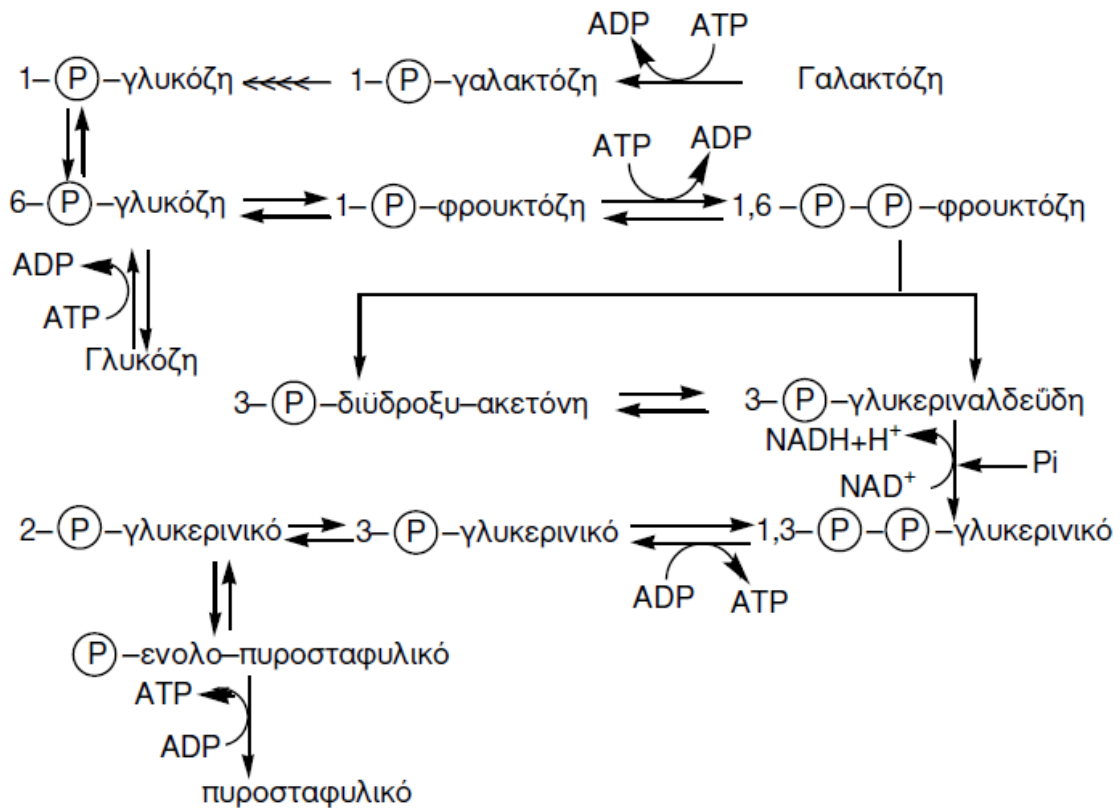 ADP ATP
1–P–γλυκόζη 1–P–γαλακτόζη Γαλακτόζη
ATP ADP
6–P–γλυκόζη 1–P–φρουκτόζη 1,6–P–P–φρουκτόζη
ADP
ATP
Γλυκόζη
3–P–διϋδροξυ–ακετόνη 3–P–γλυκεριναλδεΰδη
NADH+H⁺
Pi
NAD⁺
2–P–γλυκερινικό 3–P–γλυκερινικό 1,3–P–P–γλυκερινικό
ADP ATP
P–ενολο–πυροσταφυλικό
ATP
ADP
πυροσταφυλικό